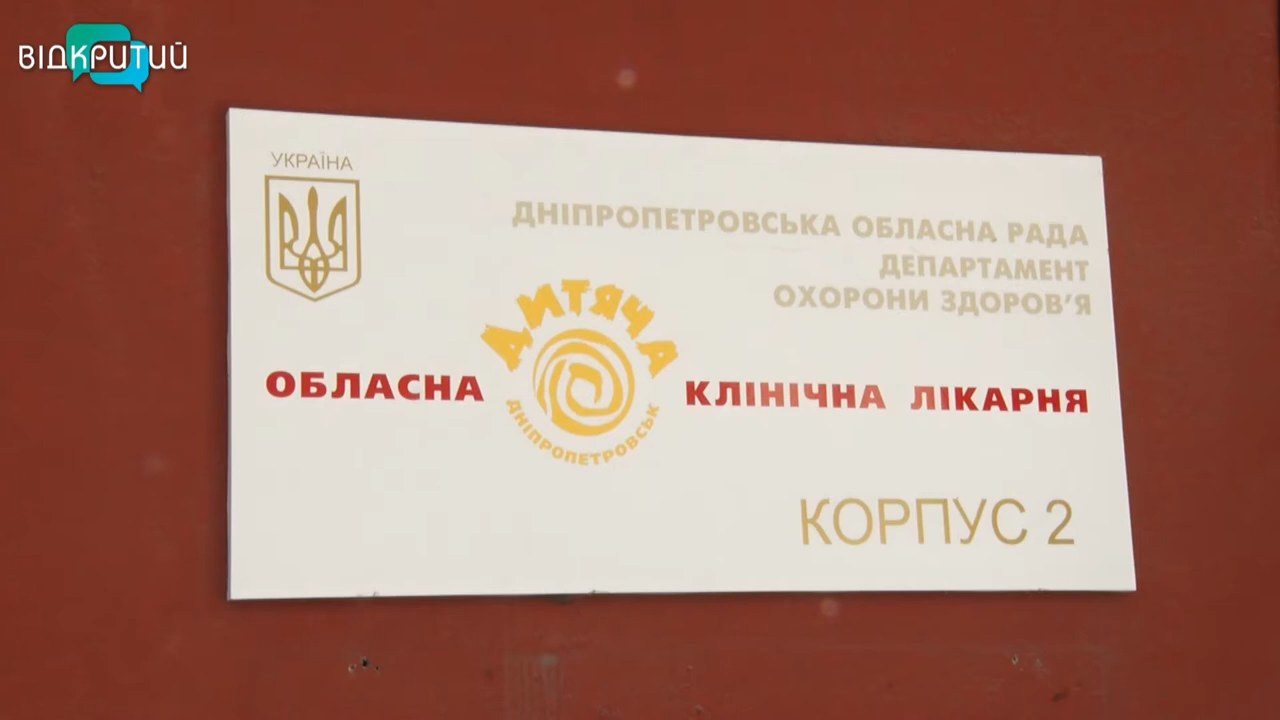 ВІДКРИТИЙ
УКРАЇНА
ДНІПРОПЕТРОВСЬКА ОБЛАСНА РАДА
ДЕПАРТАМЕНТ
ОХОРОНИ ЗДОРОВ'Я
ОБЛАСНА ДИТЯЧА КЛІНІЧНА ЛІКАРНЯ
ДНІПРОПЕТРОВСЬК
КОРПУС 2